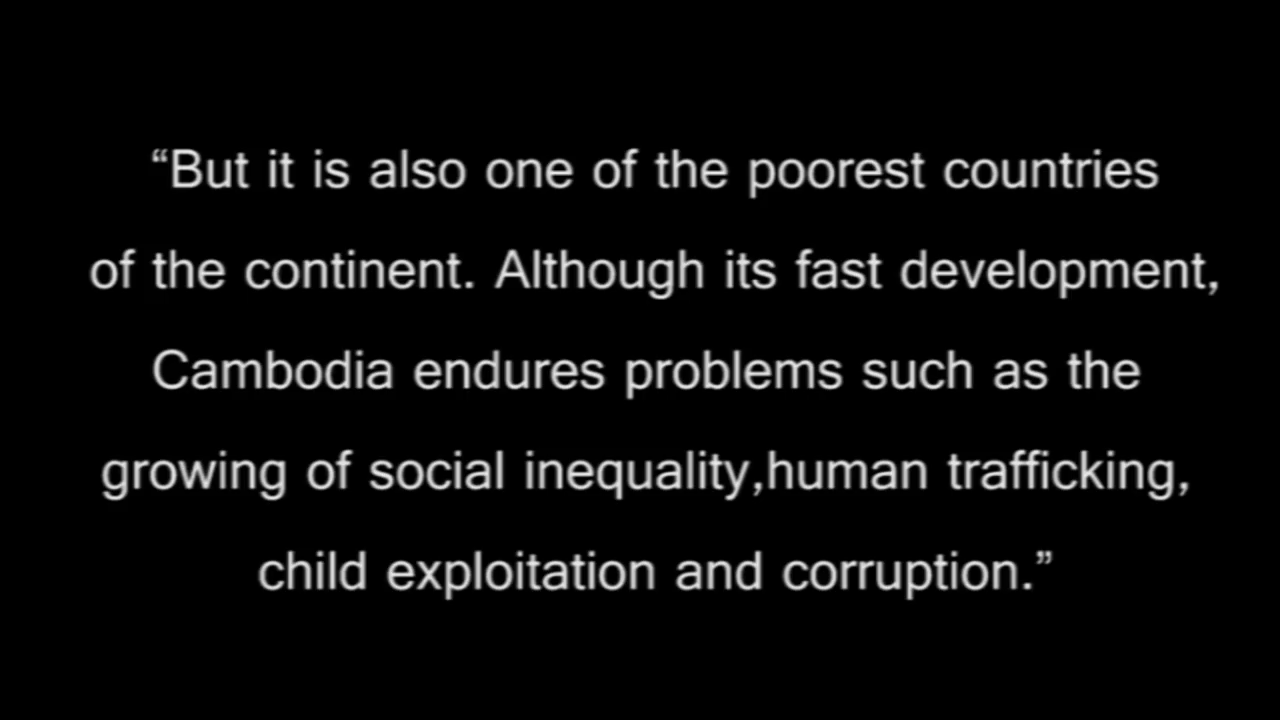 “But it is also one of the poorest countries
of the continent. Although its fast development,
Cambodia endures problems such as the
growing of social inequality,human trafficking,
child exploitation and corruption.”